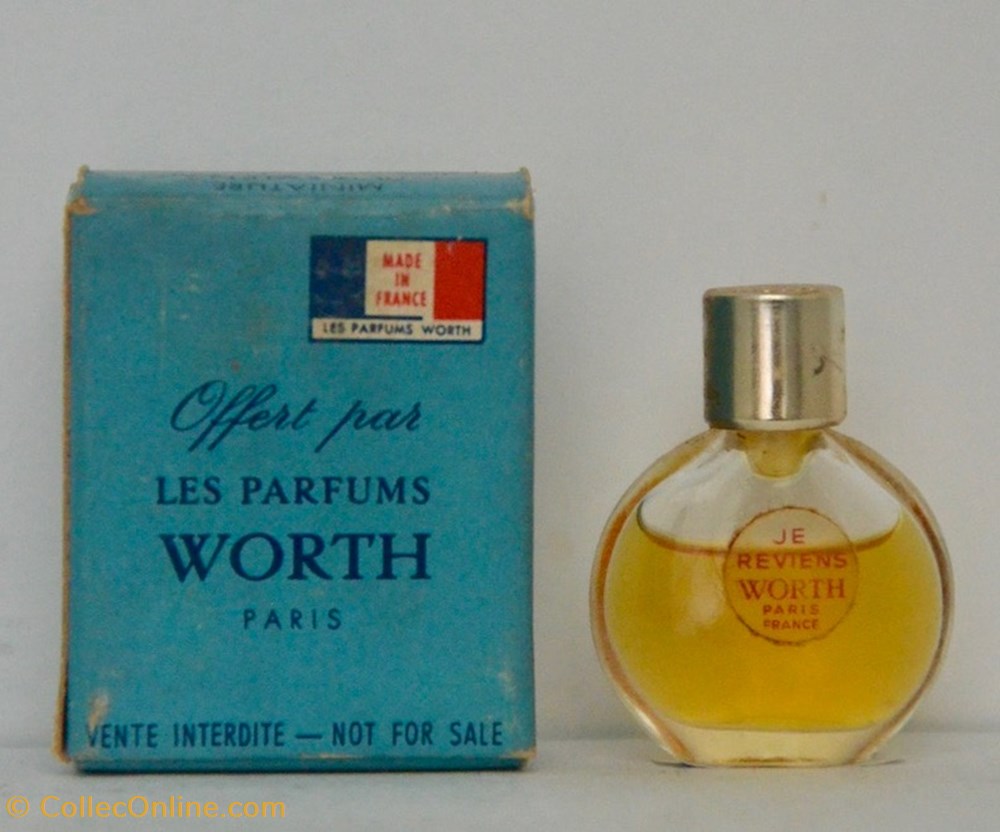 MINIATURE
MADE
IN
FRANCE
LES PARFUMS WORTH
Offert par
LES PARFUMS
WORTH
PARIS
VENTE INTERDITE — NOT FOR SALE
JE
REVIENS
WORTH
PARIS
FRANCE
© CollecOnline.com